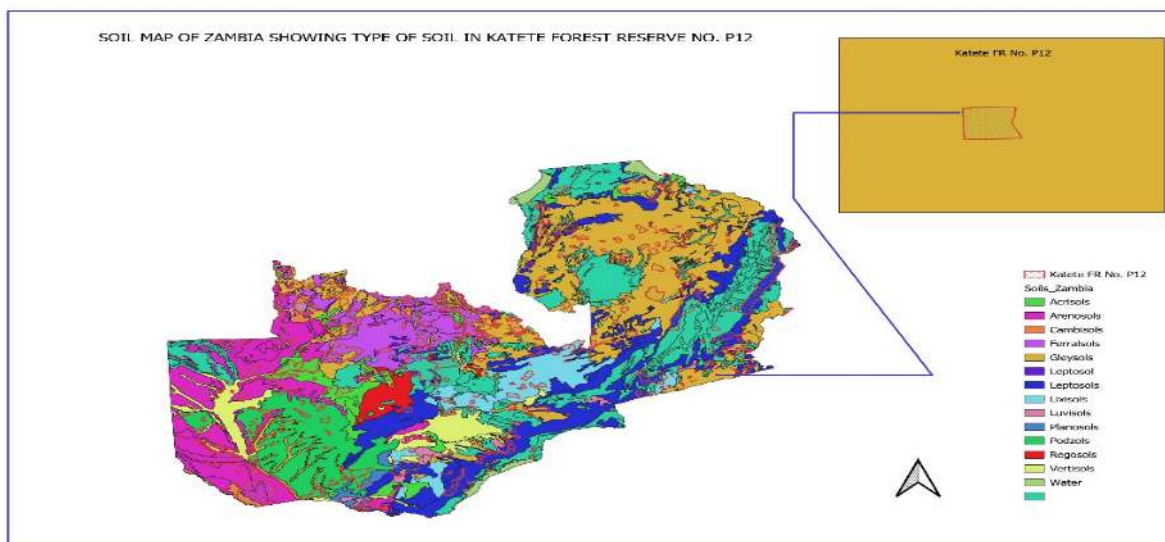 SOIL MAP OF ZAMBIA SHOWING TYPE OF SOIL IN KATETE FOREST RESERVE NO. P12
Katete FR No. P12
Katete FR No. P12
Soils_Zambia
Acrisols
Arenosols
Cambisols
Ferralsols
Gleysols
Leptosol
Leptosols
Lixisols
Luvisols
Planosols
Podzols
Regosols
Vertisols
Water